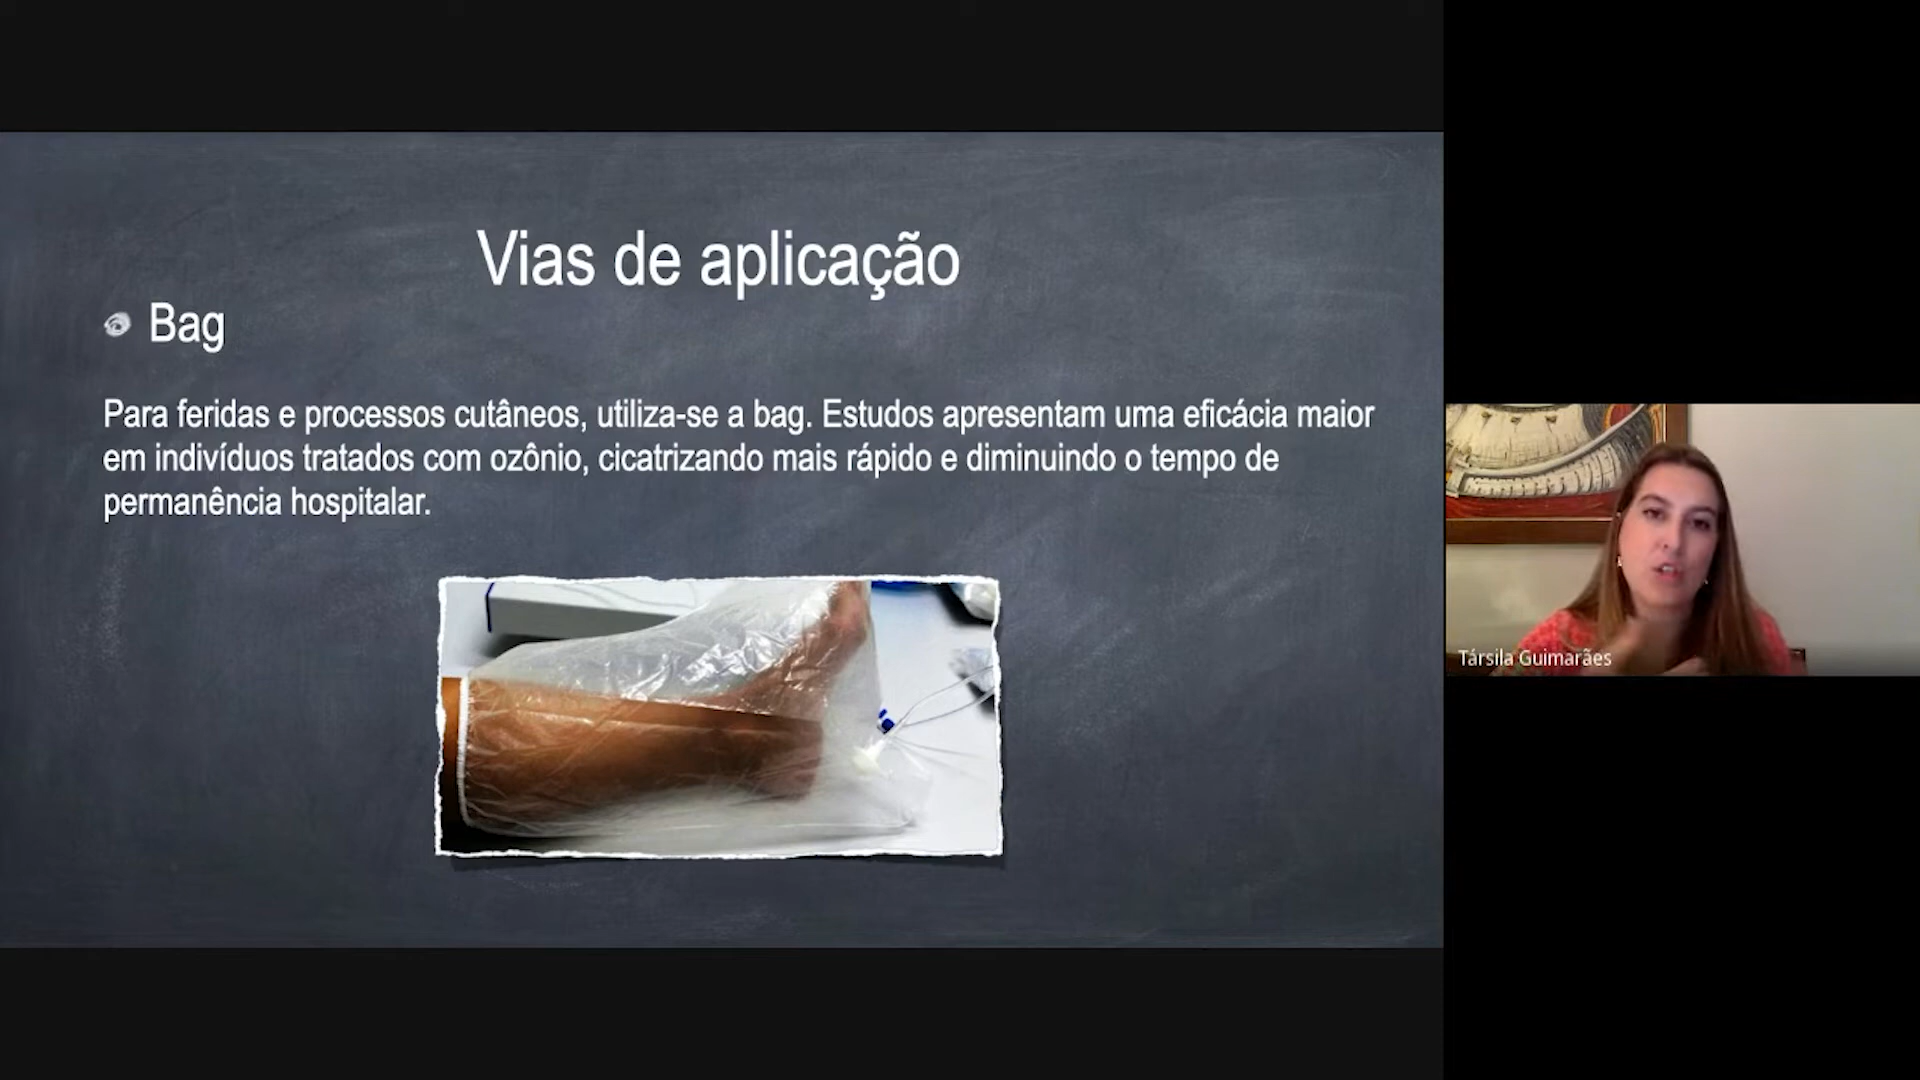 Vias de aplicação
Bag
Para feridas e processos cutâneos, utiliza-se a bag. Estudos apresentam uma eficácia maior
em indivíduos tratados com ozônio, cicatrizando mais rápido e diminuindo o tempo de
permanência hospitalar.
Társila Guimarães